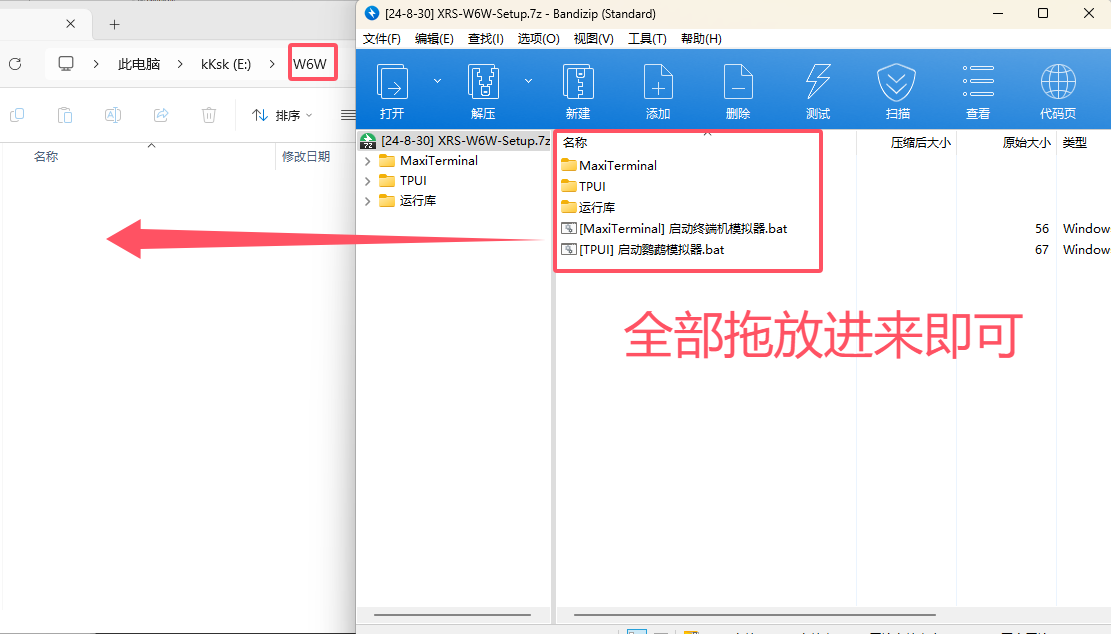 [24-8-30] XRS-W6W-Setup.7z - Bandizip (Standard)
文件(F) 编辑(E) 查找(I) 选项(O) 视图(V) 工具(T) 帮助(H)
此电脑 kKsk (E:) W6W
打开 解压 新建 添加 删除 测试 扫描 查看 代码页
排序
名称 修改日期
[24-8-30] XRS-W6W-Setup.7z
MaxiTerminal
TPUI
运行库
名称 压缩后大小 原始大小 类型
MaxiTerminal
TPUI
运行库
[MaxiTerminal] 启动终端机模拟器.bat 56 Window
[TPUI] 启动鹦鹉模拟器.bat 67 Window
全部拖放进来即可